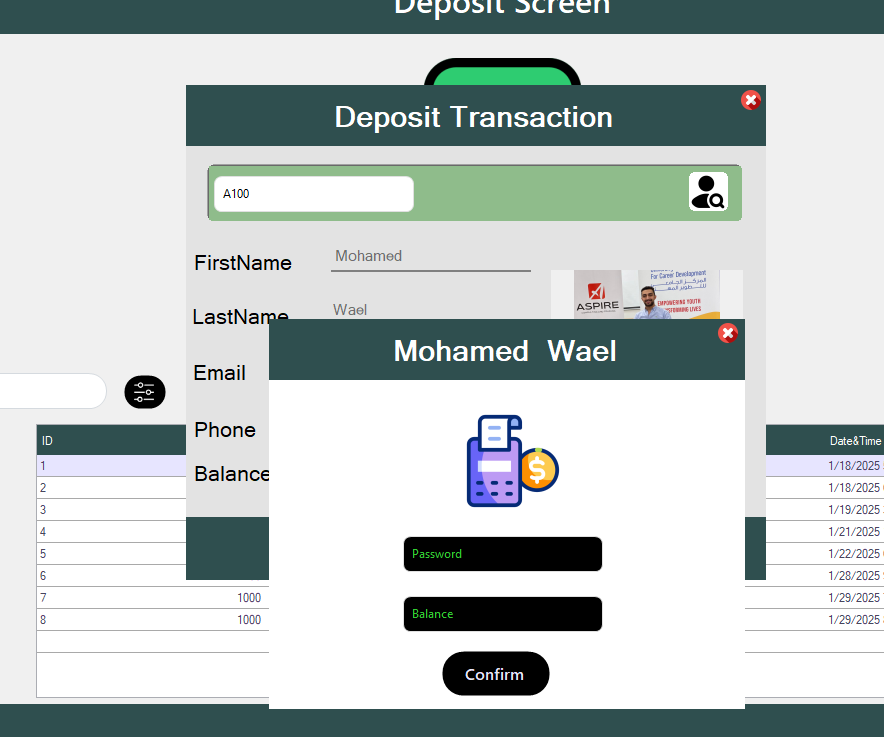 Deposit Screen
Deposit Transaction
A100
FirstName
Mohamed
LastName
Wael
Email
Phone
Balance
For Career Development
ASPIRE
EMPOWERING YOUTH
Mohamed Wael
Password
Balance
Confirm
ID
Date&Time
1
1/18/2025
2
1/18/2025
3
1/19/2025
4
1/21/2025
5
1/22/2025
6
1/28/2025
7
1000
1/29/2025
8
1000
1/29/2025